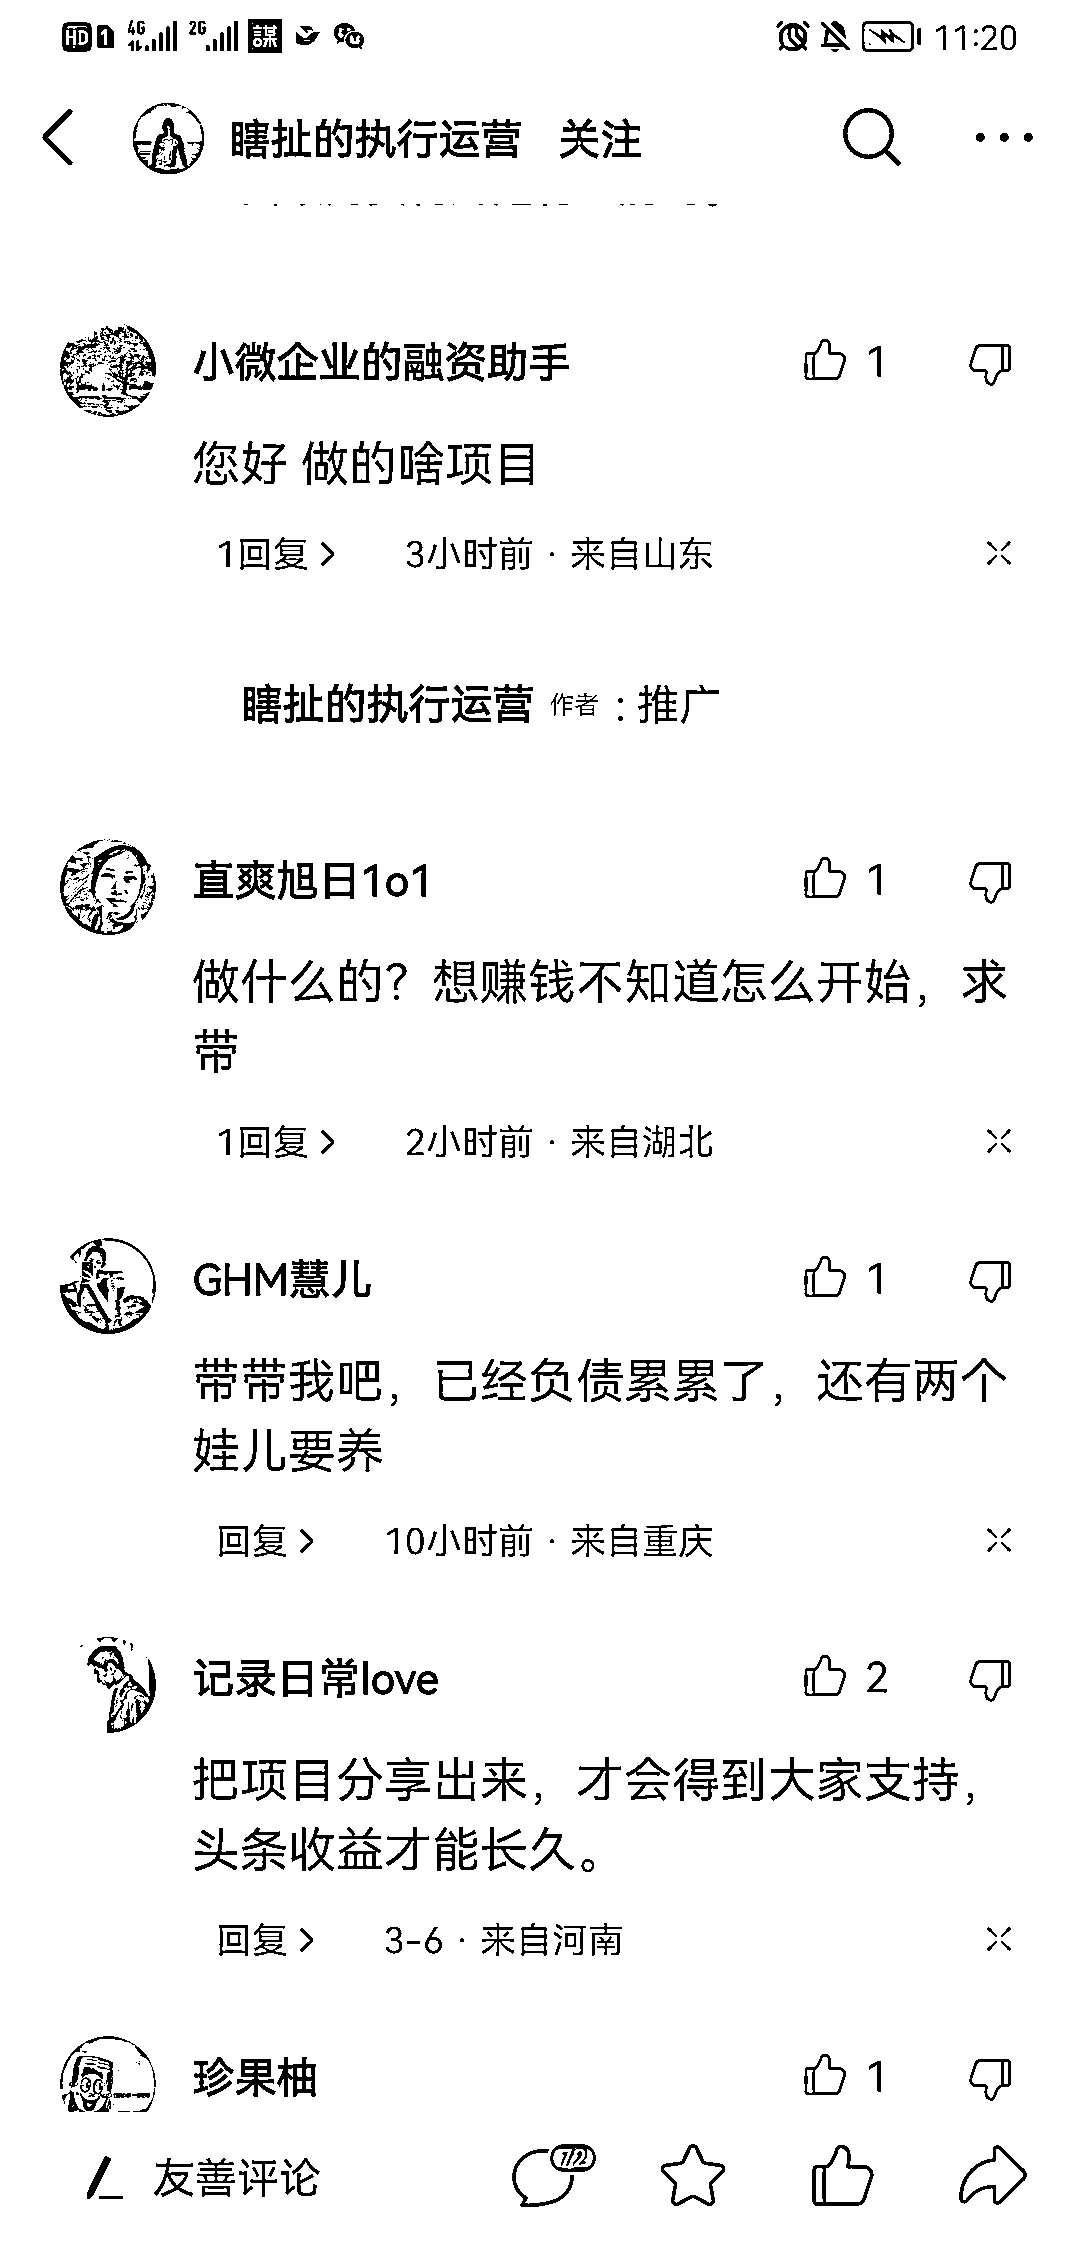 HD 1 4G 2G 謀 11:20
瞎扯的执行运营 关注
小微企业的融资助手 1
您好 做的啥项目
1回复 3小时前 · 来自山东
瞎扯的执行运营 作者 : 推广
直爽旭日1o1 1
做什么的？想赚钱不知道怎么开始，求
带
1回复 2小时前 · 来自湖北
GHM慧儿 1
带带我吧，已经负债累累了，还有两个
娃儿要养
回复 10小时前 · 来自重庆
记录日常love 2
把项目分享出来，才会得到大家支持，
头条收益才能长久。
回复 3-6 · 来自河南
珍果柚 1
友善评论